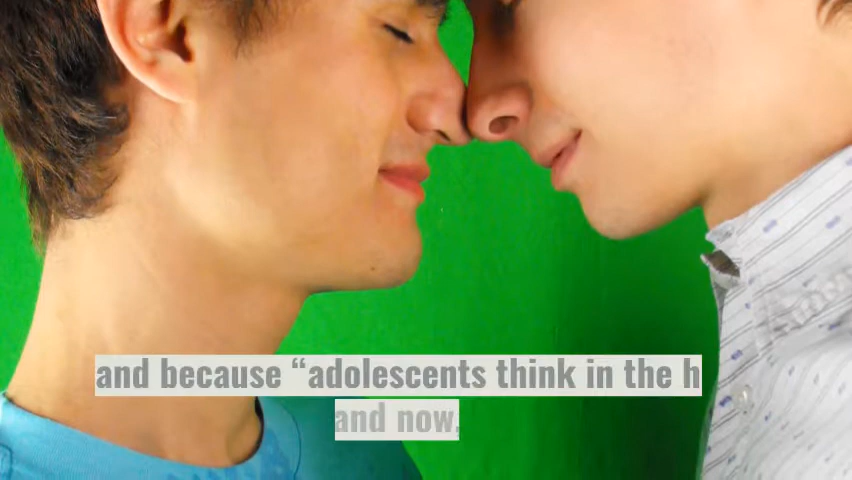 and because “adolescents think in the h
and now,